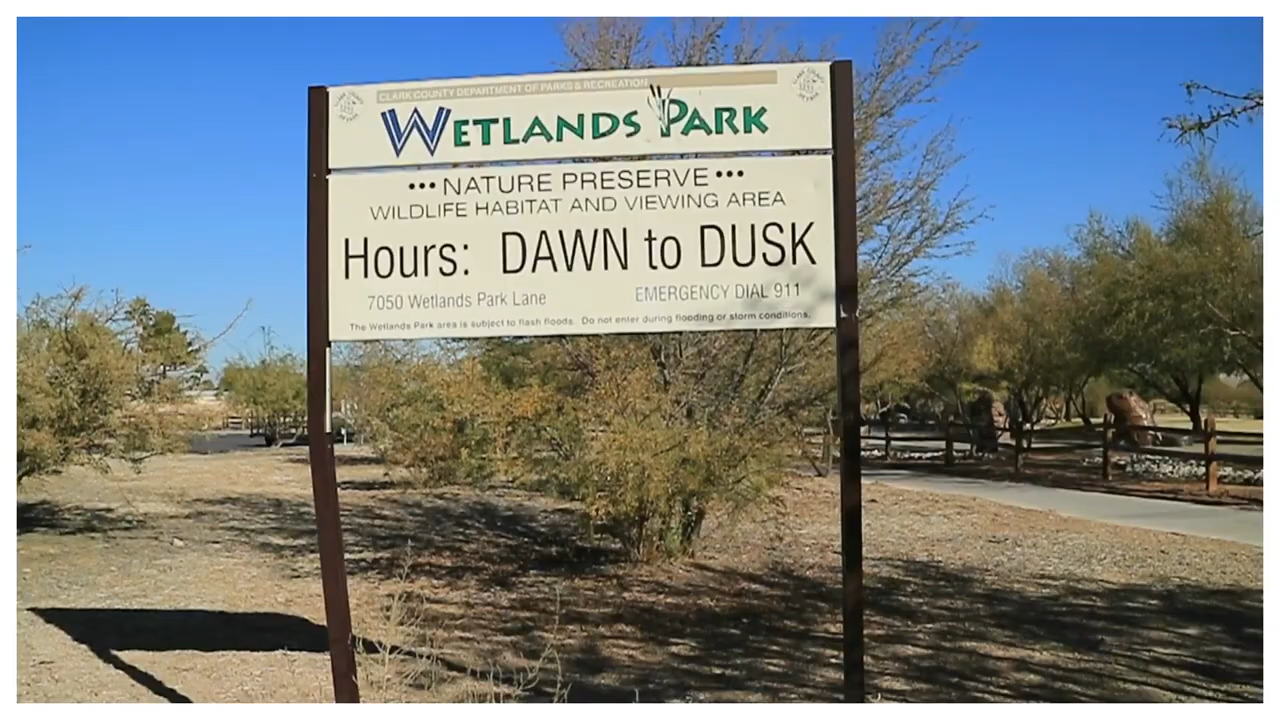 CLARK COUNTY DEPARTMENT OF PARKS & RECREATION
WETLANDS PARK
••• NATURE PRESERVE •••
WILDLIFE HABITAT AND VIEWING AREA
Hours: DAWN to DUSK
7050 Wetlands Park Lane EMERGENCY DIAL 911
The Wetlands Park area is subject to flash floods. Do not enter during flooding or storm conditions.